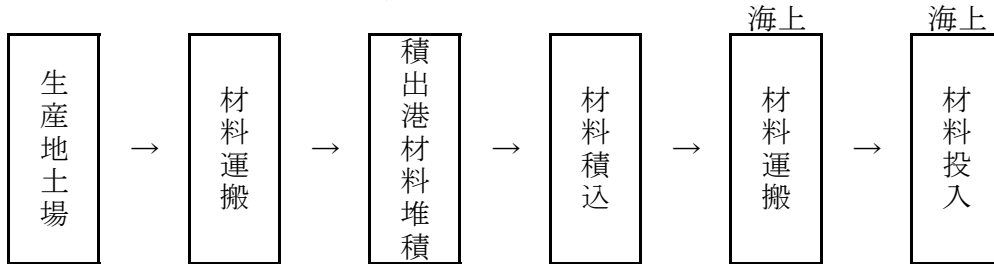 海上 海上
生産地土場 → 材料運搬 → 積出港材料堆積 → 材料積込 → 材料運搬 → 材料投入